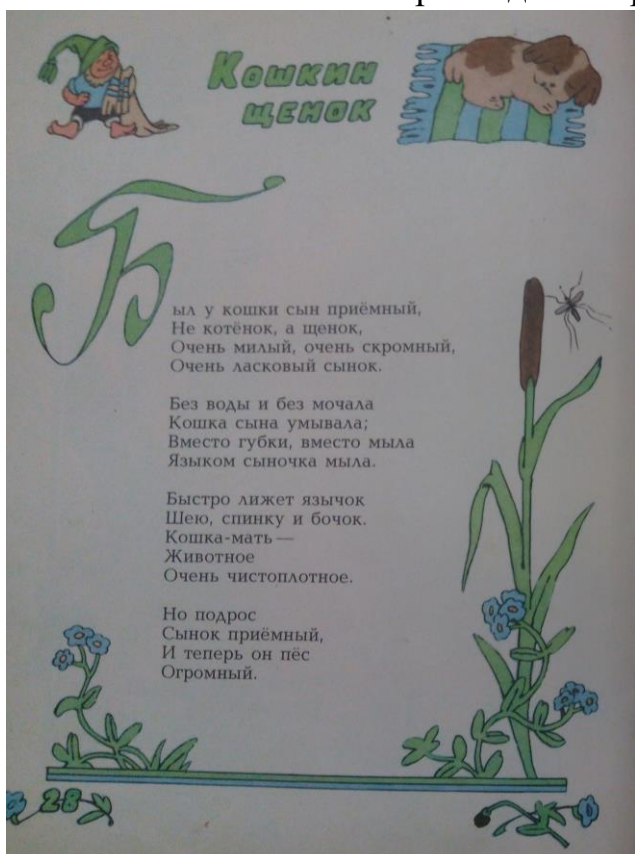 Кошкин
щенок
Был у кошки сын приёмный,
Не котёнок, а щенок,
Очень милый, очень скромный,
Очень ласковый сынок.
Без воды и без мочала
Кошка сына умывала;
Вместо губки, вместо мыла
Языком сыночка мыла.
Быстро лижет язычок
Шею, спинку и бочок.
Кошка-мать —
Животное
Очень чистоплотное.
Но подрос
Сынок приёмный,
И теперь он пёс
Огромный.
28